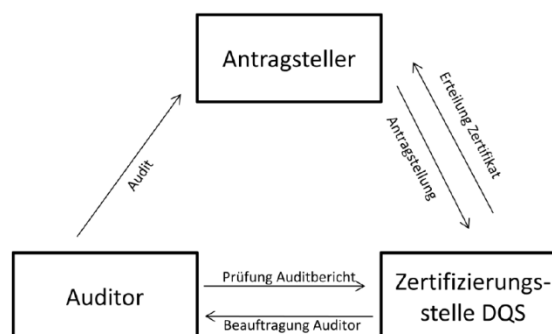 Antragsteller
Audit
Antragstellung
Erteilung Zertifikat
Auditor
Prüfung Auditbericht
Beauftragung Auditor
Zertifizierungs-
stelle DQS